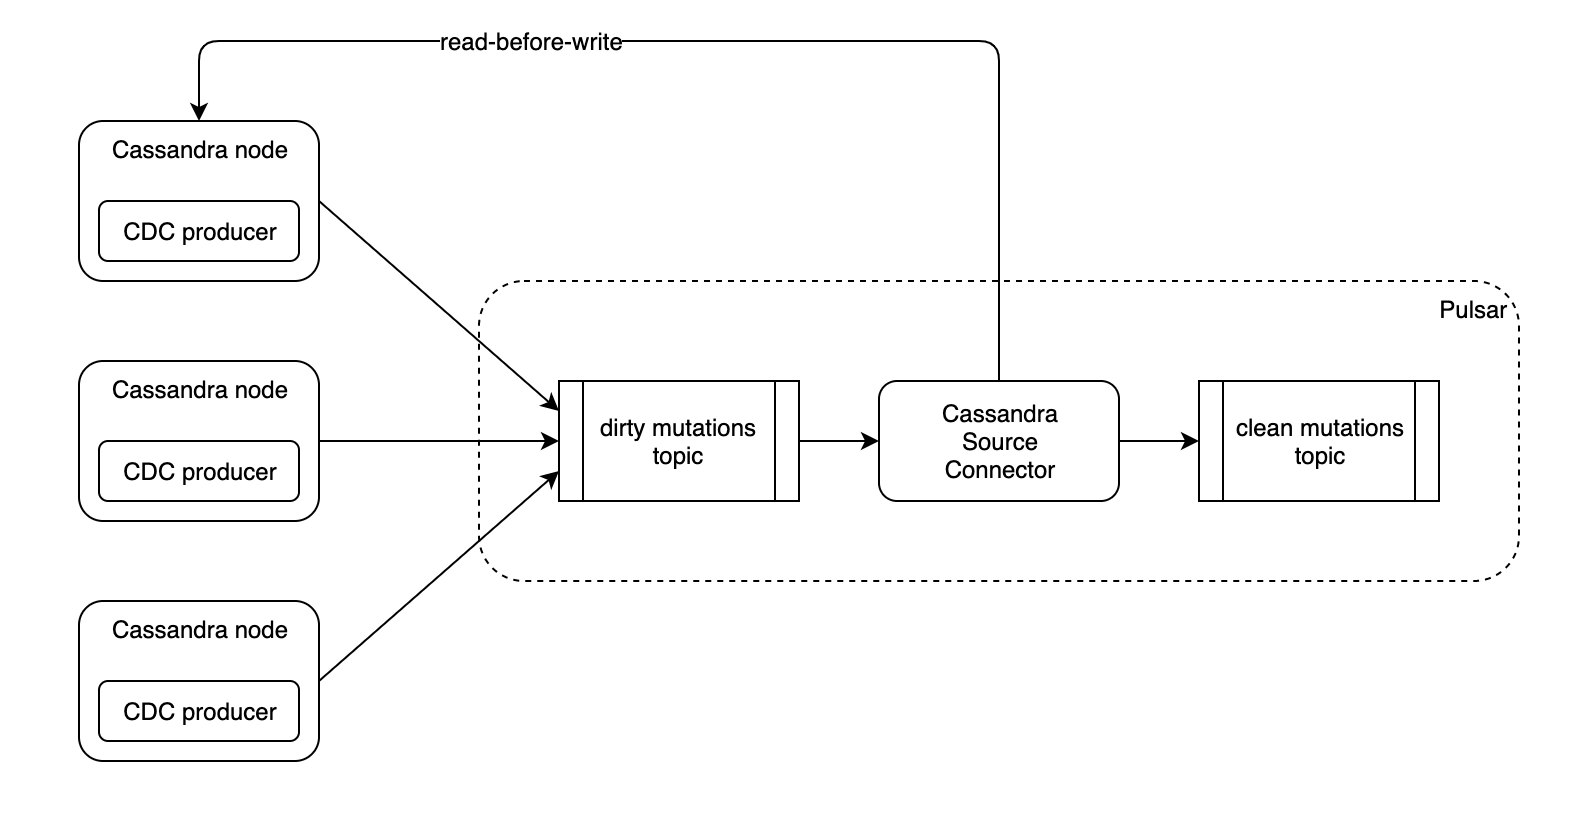 read-before-write
Cassandra node
CDC producer
Pulsar
Cassandra node
CDC producer
dirty mutations
topic
Cassandra
Source
Connector
clean mutations
topic
Cassandra node
CDC producer